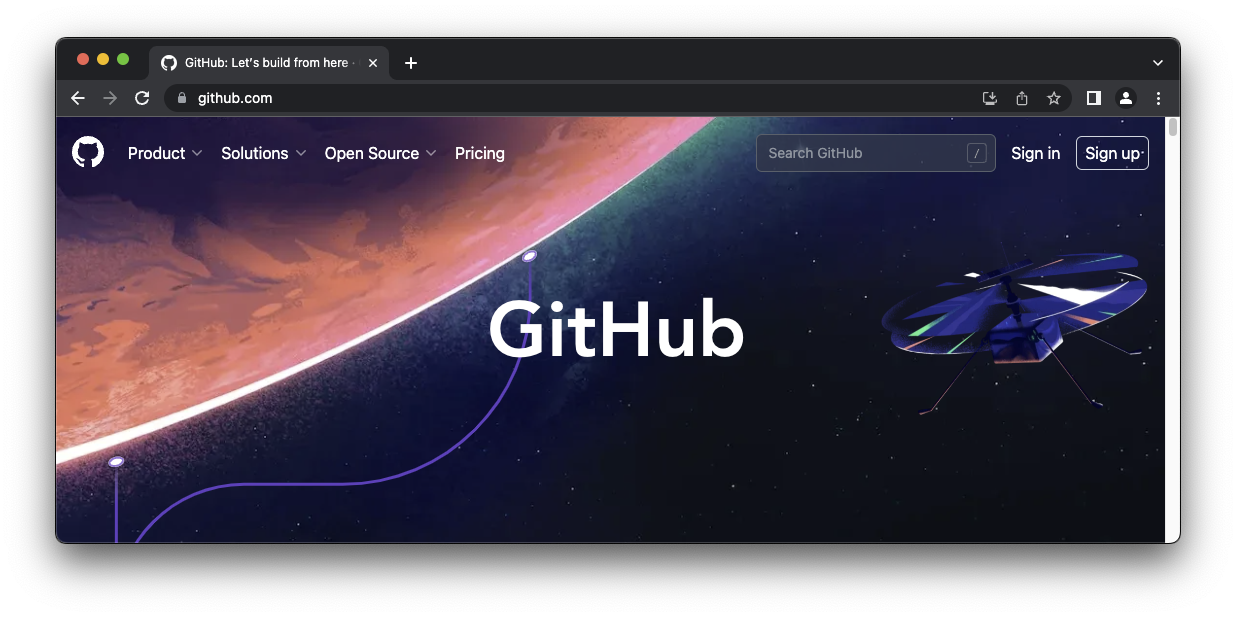 GitHub: Let's build from here ·
github.com
Product Solutions Open Source Pricing Search GitHub / Sign in Sign up
GitHub